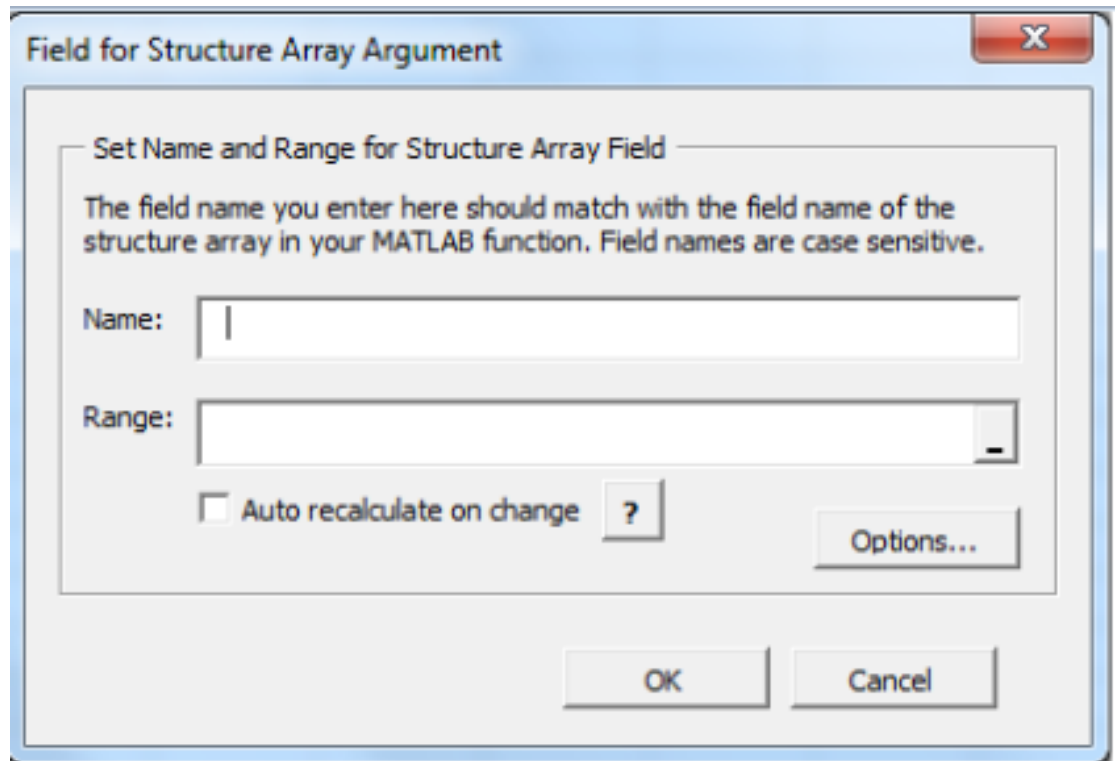 Field for Structure Array Argument
X
Set Name and Range for Structure Array Field
The field name you enter here should match with the field name of the
structure array in your MATLAB function. Field names are case sensitive.
Name:
Range:
_
Auto recalculate on change
?
Options...
OK
Cancel